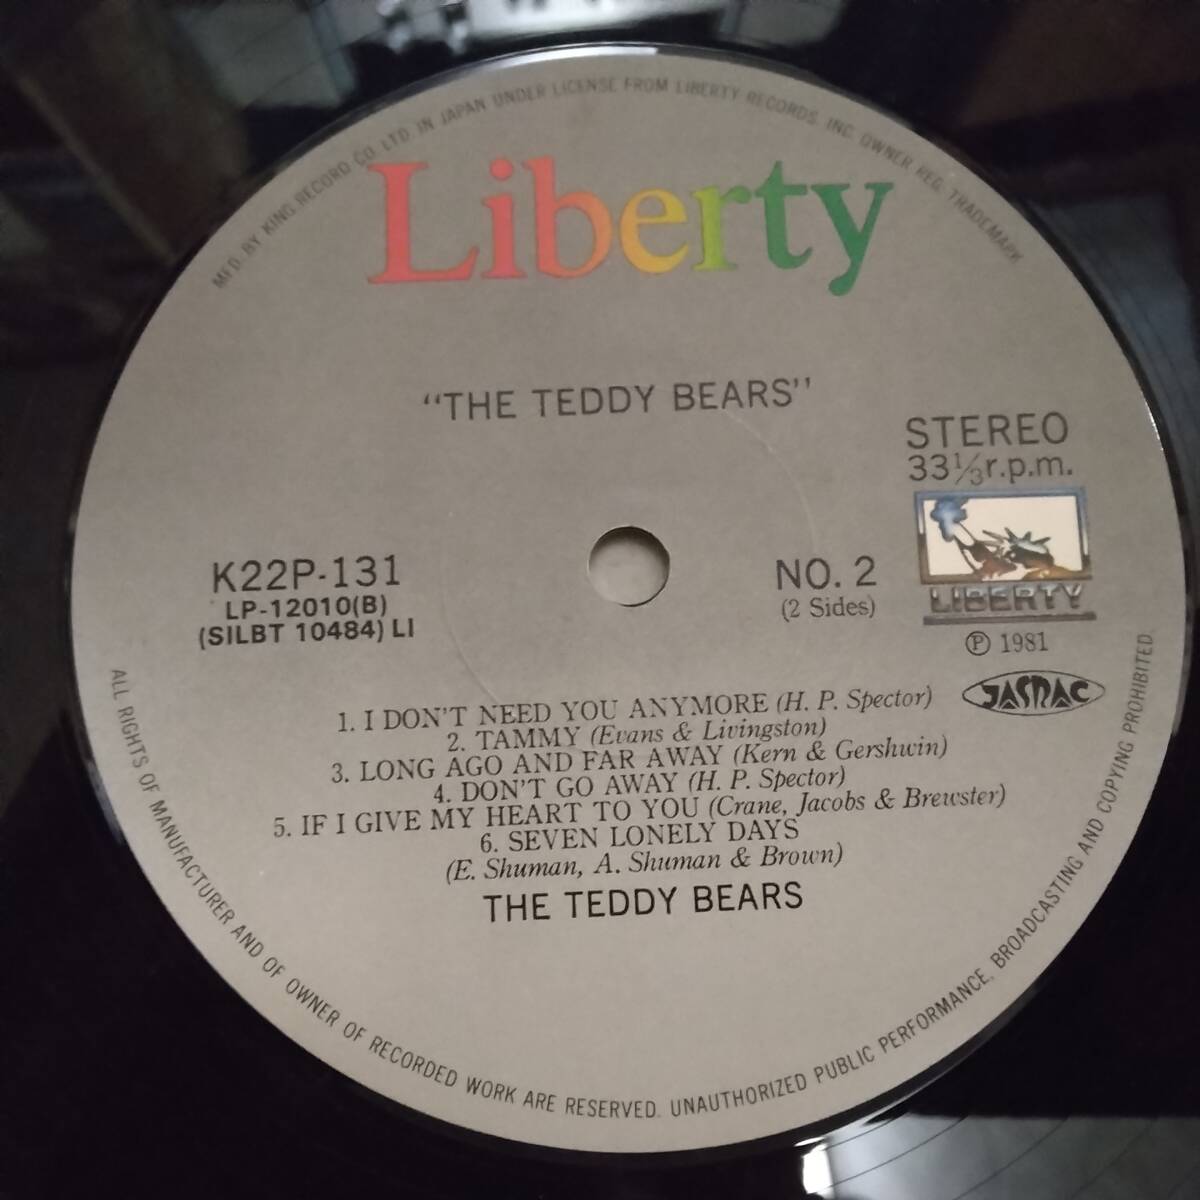 MFD. BY KING RECORD CO. LTD. IN JAPAN UNDER LICENSE FROM LIBERTY RECORDS, INC. OWNER REG. TRADEMARK
Liberty
"THE TEDDY BEARS"
STEREO
33⅓r.p.m.
LIBERTY
Ⓟ 1981
JASRAC
K22P-131
LP-12010(B)
(SILBT 10484) LI
NO. 2
(2 Sides)
1. I DON'T NEED YOU ANYMORE (H. P. Spector)
2. TAMMY (Evans & Livingston)
3. LONG AGO AND FAR AWAY (Kern & Gershwin)
4. DON'T GO AWAY (H. P. Spector)
5. IF I GIVE MY HEART TO YOU (Crane, Jacobs & Brewster)
6. SEVEN LONELY DAYS
(E. Shuman, A. Shuman & Brown)
THE TEDDY BEARS
ALL RIGHTS OF MANUFACTURER AND OF OWNER OF RECORDED WORK ARE RESERVED. UNAUTHORIZED PUBLIC PERFORMANCE, BROADCASTING AND COPYING PROHIBITED.